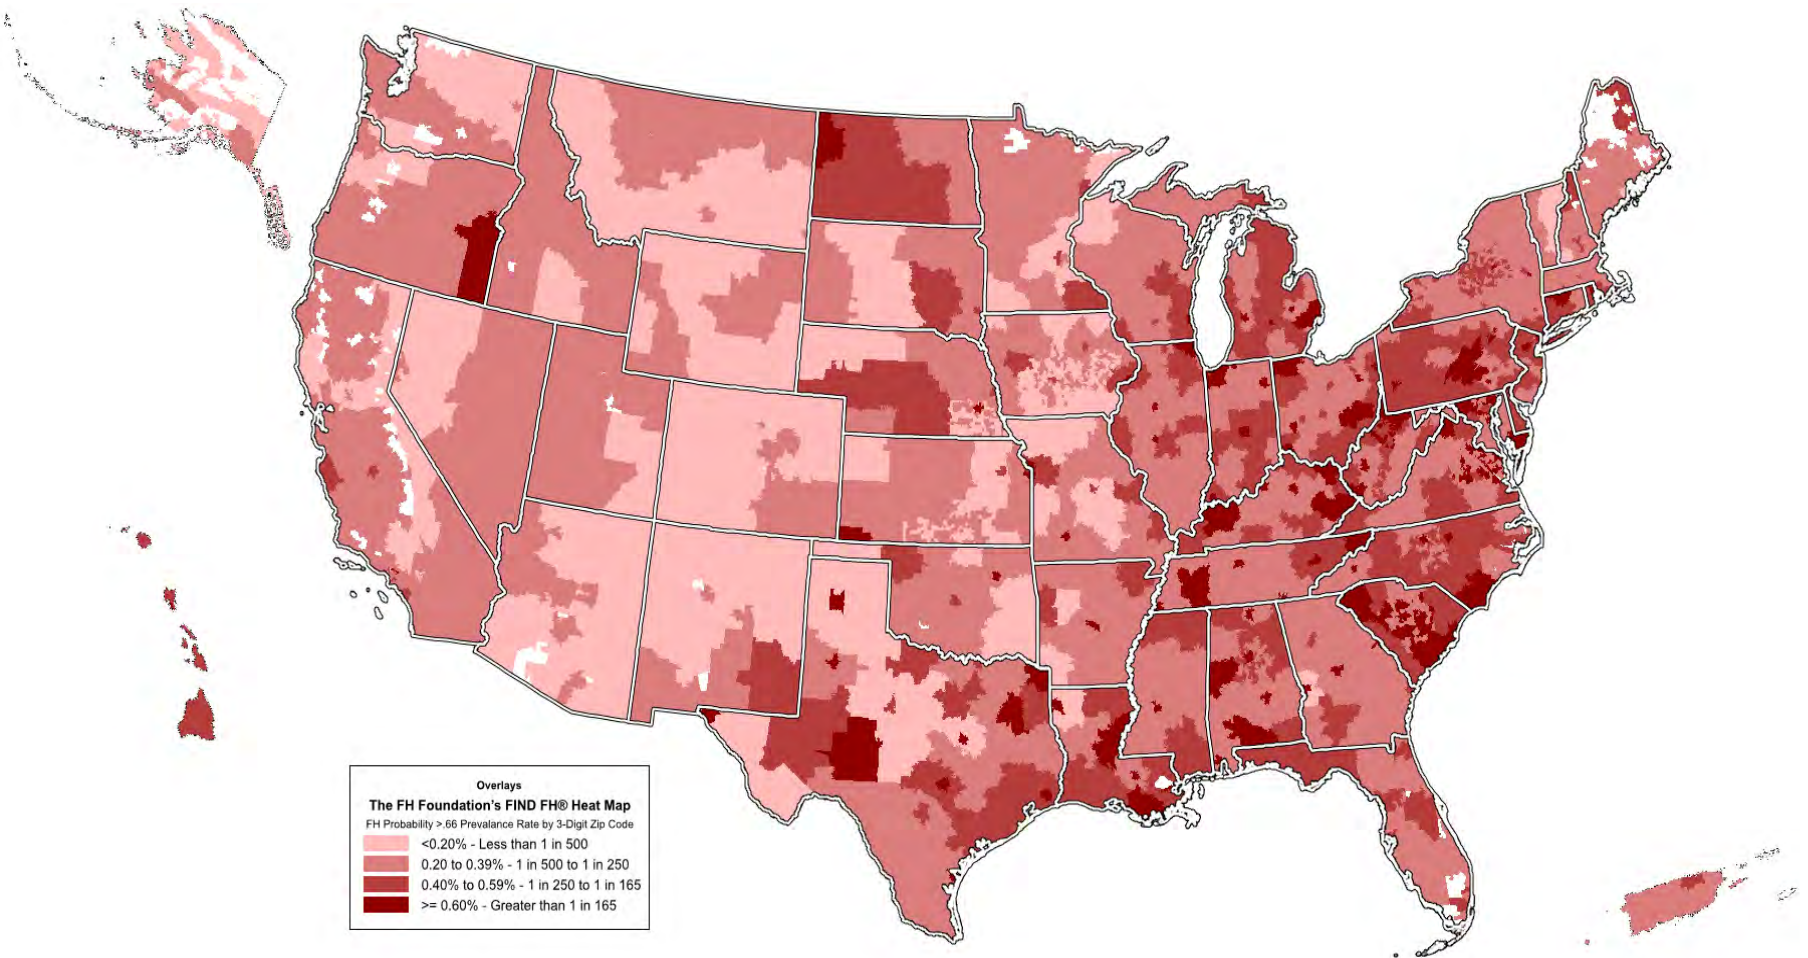 Overlays
The FH Foundation's FIND FH® Heat Map
FH Probability >.66 Prevalance Rate by 3-Digit Zip Code
<0.20% - Less than 1 in 500
0.20 to 0.39% - 1 in 500 to 1 in 250
0.40% to 0.59% - 1 in 250 to 1 in 165
>= 0.60% - Greater than 1 in 165